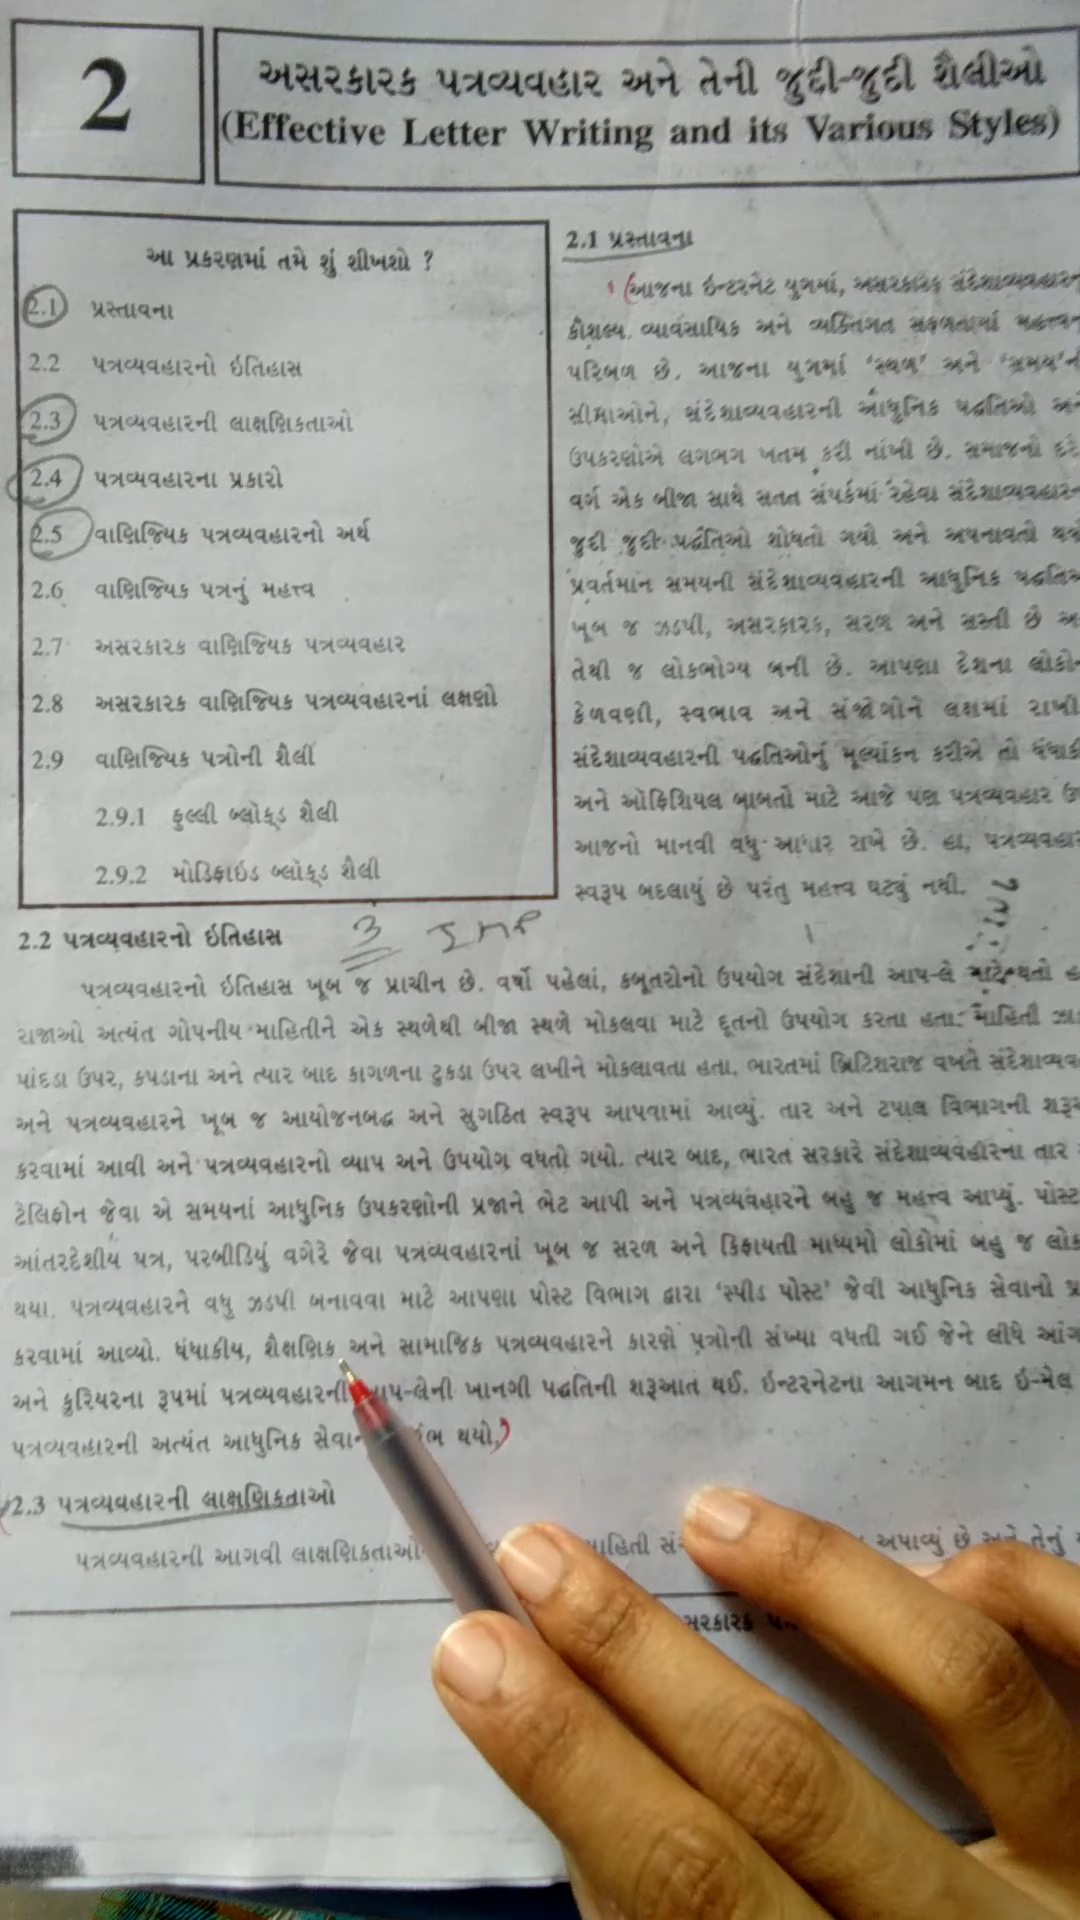 2
અસરકારક પત્રવ્યવહાર અને તેની જુદી-જુદી શૈલીઓ
(Effective Letter Writing and its Various Styles)
આ પ્રકરણમાં તમે શું શીખશો ?
2.1 પ્રસ્તાવના
2.2 પત્રવ્યવહારનો ઇતિહાસ
2.3 પત્રવ્યવહારની લાક્ષણિકતાઓ
2.4 પત્રવ્યવહારના પ્રકારો
2.5 વાણિજ્યિક પત્રવ્યવહારનો અર્થ
2.6 વાણિજ્યિક પત્રનું મહત્ત્વ
2.7 અસરકારક વાણિજ્યિક પત્રવ્યવહાર
2.8 અસરકારક વાણિજ્યિક પત્રવ્યવહારનાં લક્ષણો
2.9 વાણિજ્યિક પત્રોની શૈલી
2.9.1 ફુલ્લી બ્લૉક્ડ શૈલી
2.9.2 મોડિફાઇડ બ્લૉક્ડ શૈલી
2.1 પ્રસ્તાવના
આજના ઇન્ટરનેટ યુગમાં, અસરકારક
કૌશલ્ય વ્યાવસાયિક અને વ્યક્તિગત સફળતામાં
પરિબળ છે. આજના યુગમાં ‘સ્થળ’ અને
સીમાઓને, સંદેશાવ્યવહારની આધુનિક પદ્ધતિઓ
ઉપકરણોએ લગભગ ખતમ કરી નાંખી છે. સમાજનો
વર્ગ એક બીજા સાથે સતત સંપર્કમાં રહેવા
જુદી જુદી પદ્ધતિઓ શોધતો ગયો અને અપનાવતો
પ્રવર્તમાન સમયની સંદેશાવ્યવહારની આધુનિક
ખૂબ જ ઝડપી, અસરકારક, સરળ અને સસ્તી છે
તેથી જ લોકભોગ્ય બની છે. આપણા દેશના
કેળવણી, સ્વભાવ અને સંજોગોને લક્ષમાં રાખી
સંદેશાવ્યવહારની પદ્ધતિઓનું મૂલ્યાંકન કરીએ તો
અને ઑફિશિયલ બાબતો માટે આજે પણ પત્રવ્યવહાર
આજનો માનવી વધુ આધાર રાખે છે. હા,
સ્વરૂપ બદલાયું છે પરંતુ મહત્ત્વ ઘટ્યું નથી.
2.2 પત્રવ્યવહારનો ઇતિહાસ 3 IMP
પત્રવ્યવહારનો ઇતિહાસ ખૂબ જ પ્રાચીન છે. વર્ષો પહેલાં, કબૂતરોનો ઉપયોગ સંદેશાની આપ-લે માટે થતો
રાજાઓ અત્યંત ગોપનીય માહિતીને એક સ્થળેથી બીજા સ્થળે મોકલવા માટે દૂતનો ઉપયોગ કરતા હતા. માહિતી
પાંદડા ઉપર, કપડાના અને ત્યાર બાદ કાગળના ટુકડા ઉપર લખીને મોકલાવતા હતા. ભારતમાં બ્રિટિશરાજ વખતે
અને પત્રવ્યવહારને ખૂબ જ આયોજનબદ્ધ અને સુગઠિત સ્વરૂપ આપવામાં આવ્યું. તાર અને ટપાલ વિભાગની
કરવામાં આવી અને પત્રવ્યવહારનો વ્યાપ અને ઉપયોગ વધતો ગયો. ત્યાર બાદ, ભારત સરકારે સંદેશાવ્યવહારના તાર
ટેલિફોન જેવા એ સમયનાં આધુનિક ઉપકરણોની પ્રજાને ભેટ આપી અને પત્રવ્યવહારને બહુ જ મહત્ત્વ આપ્યું. પોસ્ટ
આંતરદેશીય પત્ર, પરબીડિયું વગેરે જેવા પત્રવ્યવહારનાં ખૂબ જ સરળ અને કિફાયતી માધ્યમો લોકોમાં બહુ જ
થયા. પત્રવ્યવહારને વધુ ઝડપી બનાવવા માટે આપણા પોસ્ટ વિભાગ દ્વારા ‘સ્પીડ પોસ્ટ’ જેવી આધુનિક સેવાનો
કરવામાં આવ્યો. ધંધાકીય, શૈક્ષણિક અને સામાજિક પત્રવ્યવહારને કારણે પત્રોની સંખ્યા વધતી ગઈ જેને લીધે
અને કુરિયરના રૂપમાં પત્રવ્યવહારની આપ-લેની ખાનગી પદ્ધતિની શરૂઆત થઈ. ઇન્ટરનેટના આગમન બાદ ઈ-મેલ
પત્રવ્યવહારની અત્યંત આધુનિક થયો.
2.3 પત્રવ્યવહારની લાક્ષણિકતાઓ
પત્રવ્યવહારની આગવી અપાવ્યું છે અને તેનું